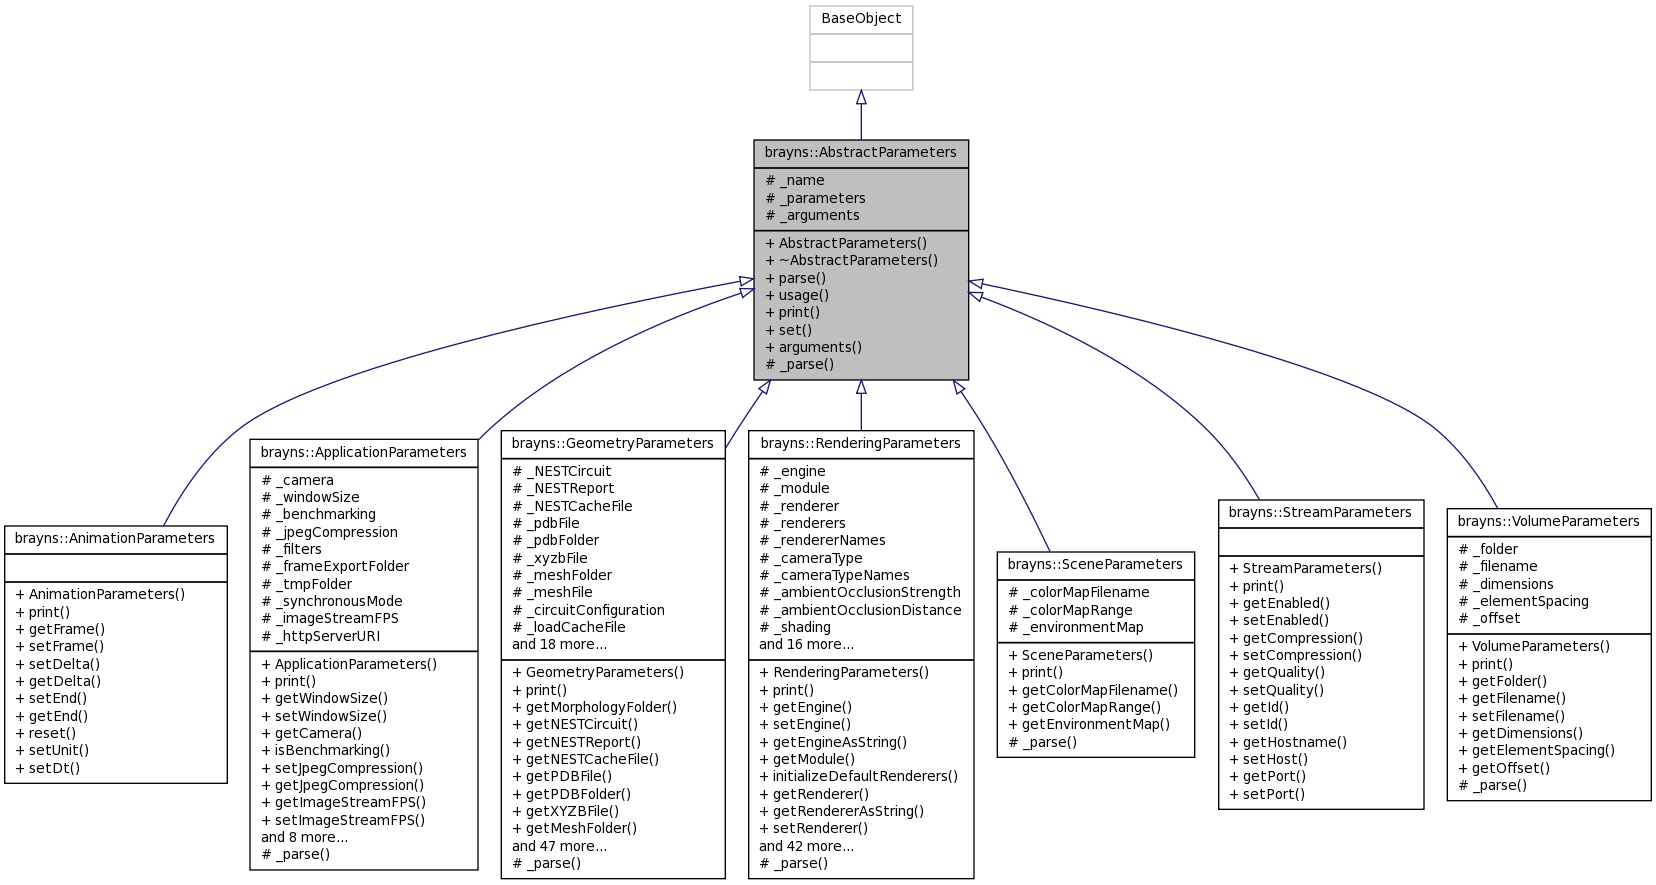 BaseObject
brayns::AbstractParameters
# _name
# _parameters
# _arguments
+ AbstractParameters()
+ ~AbstractParameters()
+ parse()
+ usage()
+ print()
+ set()
+ arguments()
# _parse()
brayns::AnimationParameters
+ AnimationParameters()
+ print()
+ getFrame()
+ setFrame()
+ setDelta()
+ getDelta()
+ setEnd()
+ getEnd()
+ reset()
+ setUnit()
+ setDt()
brayns::ApplicationParameters
# _camera
# _windowSize
# _benchmarking
# _jpegCompression
# _filters
# _frameExportFolder
# _tmpFolder
# _synchronousMode
# _imageStreamFPS
# _httpServerURI
+ ApplicationParameters()
+ print()
+ getWindowSize()
+ setWindowSize()
+ getCamera()
+ isBenchmarking()
+ setJpegCompression()
+ getJpegCompression()
+ getImageStreamFPS()
+ setImageStreamFPS()
and 8 more...
# _parse()
brayns::GeometryParameters
# _NESTCircuit
# _NESTReport
# _NESTCacheFile
# _pdbFile
# _pdbFolder
# _xyzbFile
# _meshFolder
# _meshFile
# _circuitConfiguration
# _loadCacheFile
and 18 more...
+ GeometryParameters()
+ print()
+ getMorphologyFolder()
+ getNESTCircuit()
+ getNESTReport()
+ getNESTCacheFile()
+ getPDBFile()
+ getPDBFolder()
+ getXYZBFile()
+ getMeshFolder()
and 47 more...
# _parse()
brayns::RenderingParameters
# _engine
# _module
# _renderer
# _renderers
# _rendererNames
# _cameraType
# _cameraTypeNames
# _ambientOcclusionStrength
# _ambientOcclusionDistance
# _shading
and 16 more...
+ RenderingParameters()
+ print()
+ getEngine()
+ setEngine()
+ getEngineAsString()
+ getModule()
+ initializeDefaultRenderers()
+ getRenderer()
+ getRendererAsString()
+ setRenderer()
and 42 more...
# _parse()
brayns::SceneParameters
# _colorMapFilename
# _colorMapRange
# _environmentMap
+ SceneParameters()
+ print()
+ getColorMapFilename()
+ getColorMapRange()
+ getEnvironmentMap()
# _parse()
brayns::StreamParameters
+ StreamParameters()
+ print()
+ getEnabled()
+ setEnabled()
+ getCompression()
+ setCompression()
+ getQuality()
+ setQuality()
+ getId()
+ setId()
+ getHostname()
+ setHost()
+ getPort()
+ setPort()
brayns::VolumeParameters
# _folder
# _filename
# _dimensions
# _elementSpacing
# _offset
+ VolumeParameters()
+ print()
+ getFolder()
+ getFilename()
+ setFilename()
+ getDimensions()
+ getElementSpacing()
+ getOffset()
# _parse()